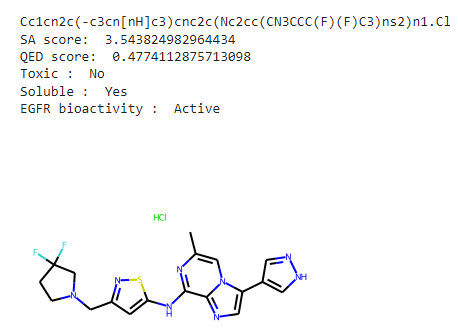 Cc1cn2c(-c3cn[nH]c3)cnc2c(Nc2cc(CN3CCC(F)(F)C3)ns2)n1.Cl
SA score:  3.543824982964434
QED score:  0.4774112875713098
Toxic :  No
Soluble :  Yes
EGFR bioactivity :  Active
HCl
F
F
N
N
S
N
H
N
N
N
N
NH